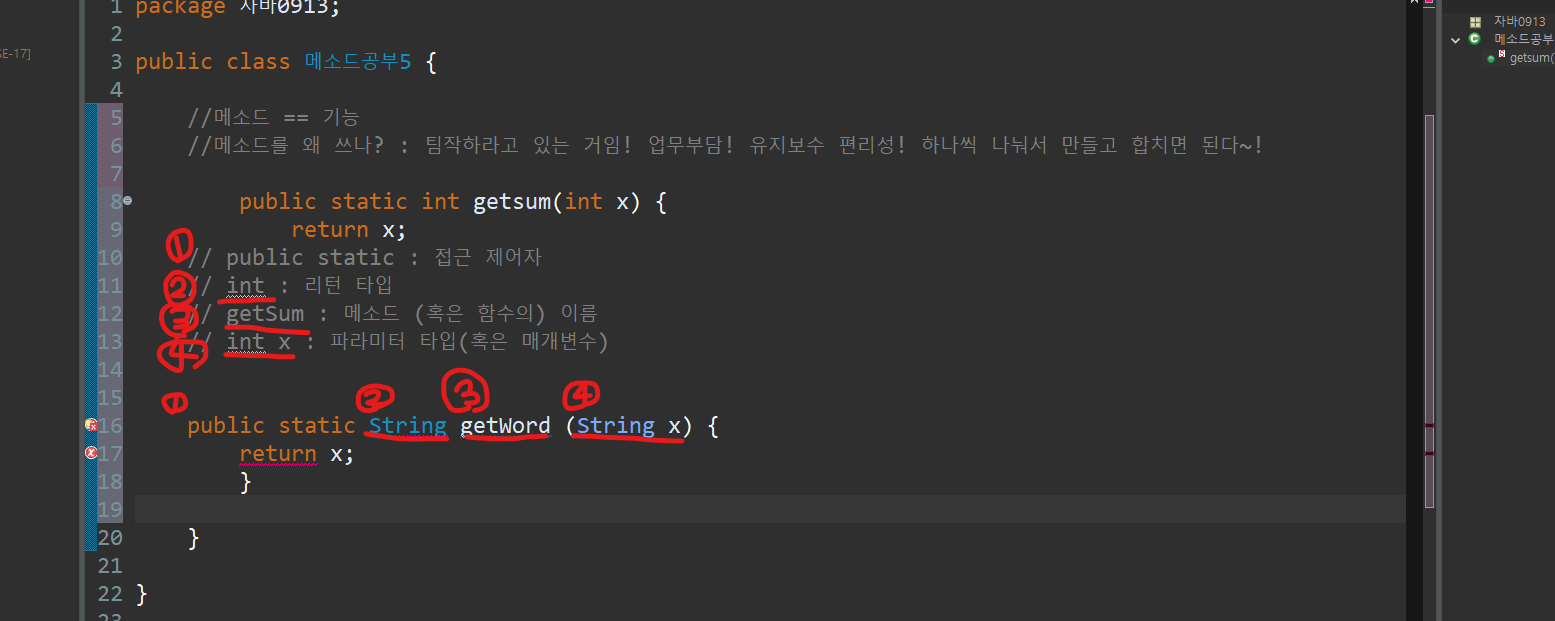 1 package 자바0913;
2
3 public class 메소드공부5 {
4
5 //메소드 == 기능
6 //메소드를 왜 쓰나? : 팀작하라고 있는 거임! 업무부담! 유지보수 편리성! 하나씩 나눠서 만들고 합치면 된다~!
7
8 public static int getsum(int x) {
9 return x;
① 10 // public static : 접근 제어자
② 11 // int : 리턴 타입
③ 12 // getSum : 메소드 (혹은 함수의) 이름
④ 13 // int x : 파라미터 타입(혹은 매개변수)
14
15
① ② ③ ④
16 public static String getWord (String x) {
17 return x;
18 }
19
20 }
21
22 }
23
SE-17]
자바0913
메소드공부
getsum(